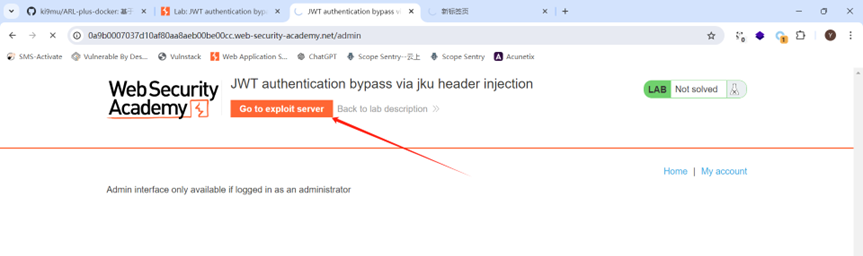 ki9mu/ARL-plus-docker: 基于
Lab: JWT authentication byp
JWT authentication bypass vi
新标签页
0a9b0007037d10af80aa8aeb00be00cc.web-security-academy.net/admin
SMS-Activate
Vulnerable By Des...
Vulnstack
Web Application S...
ChatGPT
Scope Sentry--云上
Scope Sentry
Acunetix
Web Security
Academy
JWT authentication bypass via jku header injection
Go to exploit server
Back to lab description
LAB
Not solved
Home | My account
Admin interface only available if logged in as an administrator